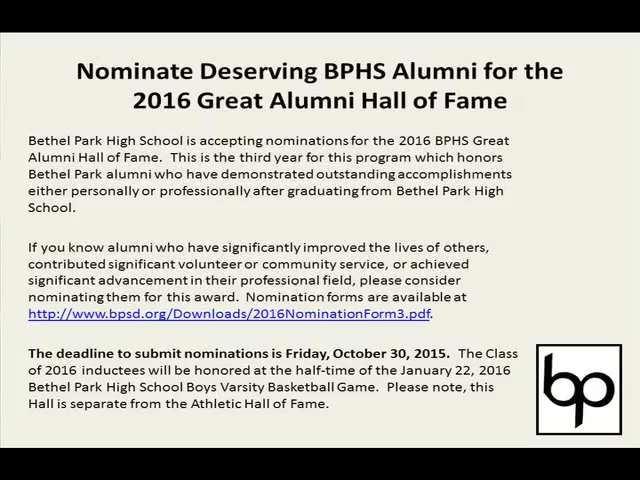 Nominate Deserving BPHS Alumni for the
2016 Great Alumni Hall of Fame
Bethel Park High School is accepting nominations for the 2016 BPHS Great
Alumni Hall of Fame.  This is the third year for this program which honors
Bethel Park alumni who have demonstrated outstanding accomplishments
either personally or professionally after graduating from Bethel Park High
School.
If you know alumni who have significantly improved the lives of others,
contributed significant volunteer or community service, or achieved
significant advancement in their professional field, please consider
nominating them for this award.  Nomination forms are available at
http://www.bpsd.org/Downloads/2016NominationForm3.pdf.
The deadline to submit nominations is Friday, October 30, 2015.  The Class
of 2016 inductees will be honored at the half-time of the January 22, 2016
Bethel Park High School Boys Varsity Basketball Game.  Please note, this
Hall is separate from the Athletic Hall of Fame.
bp